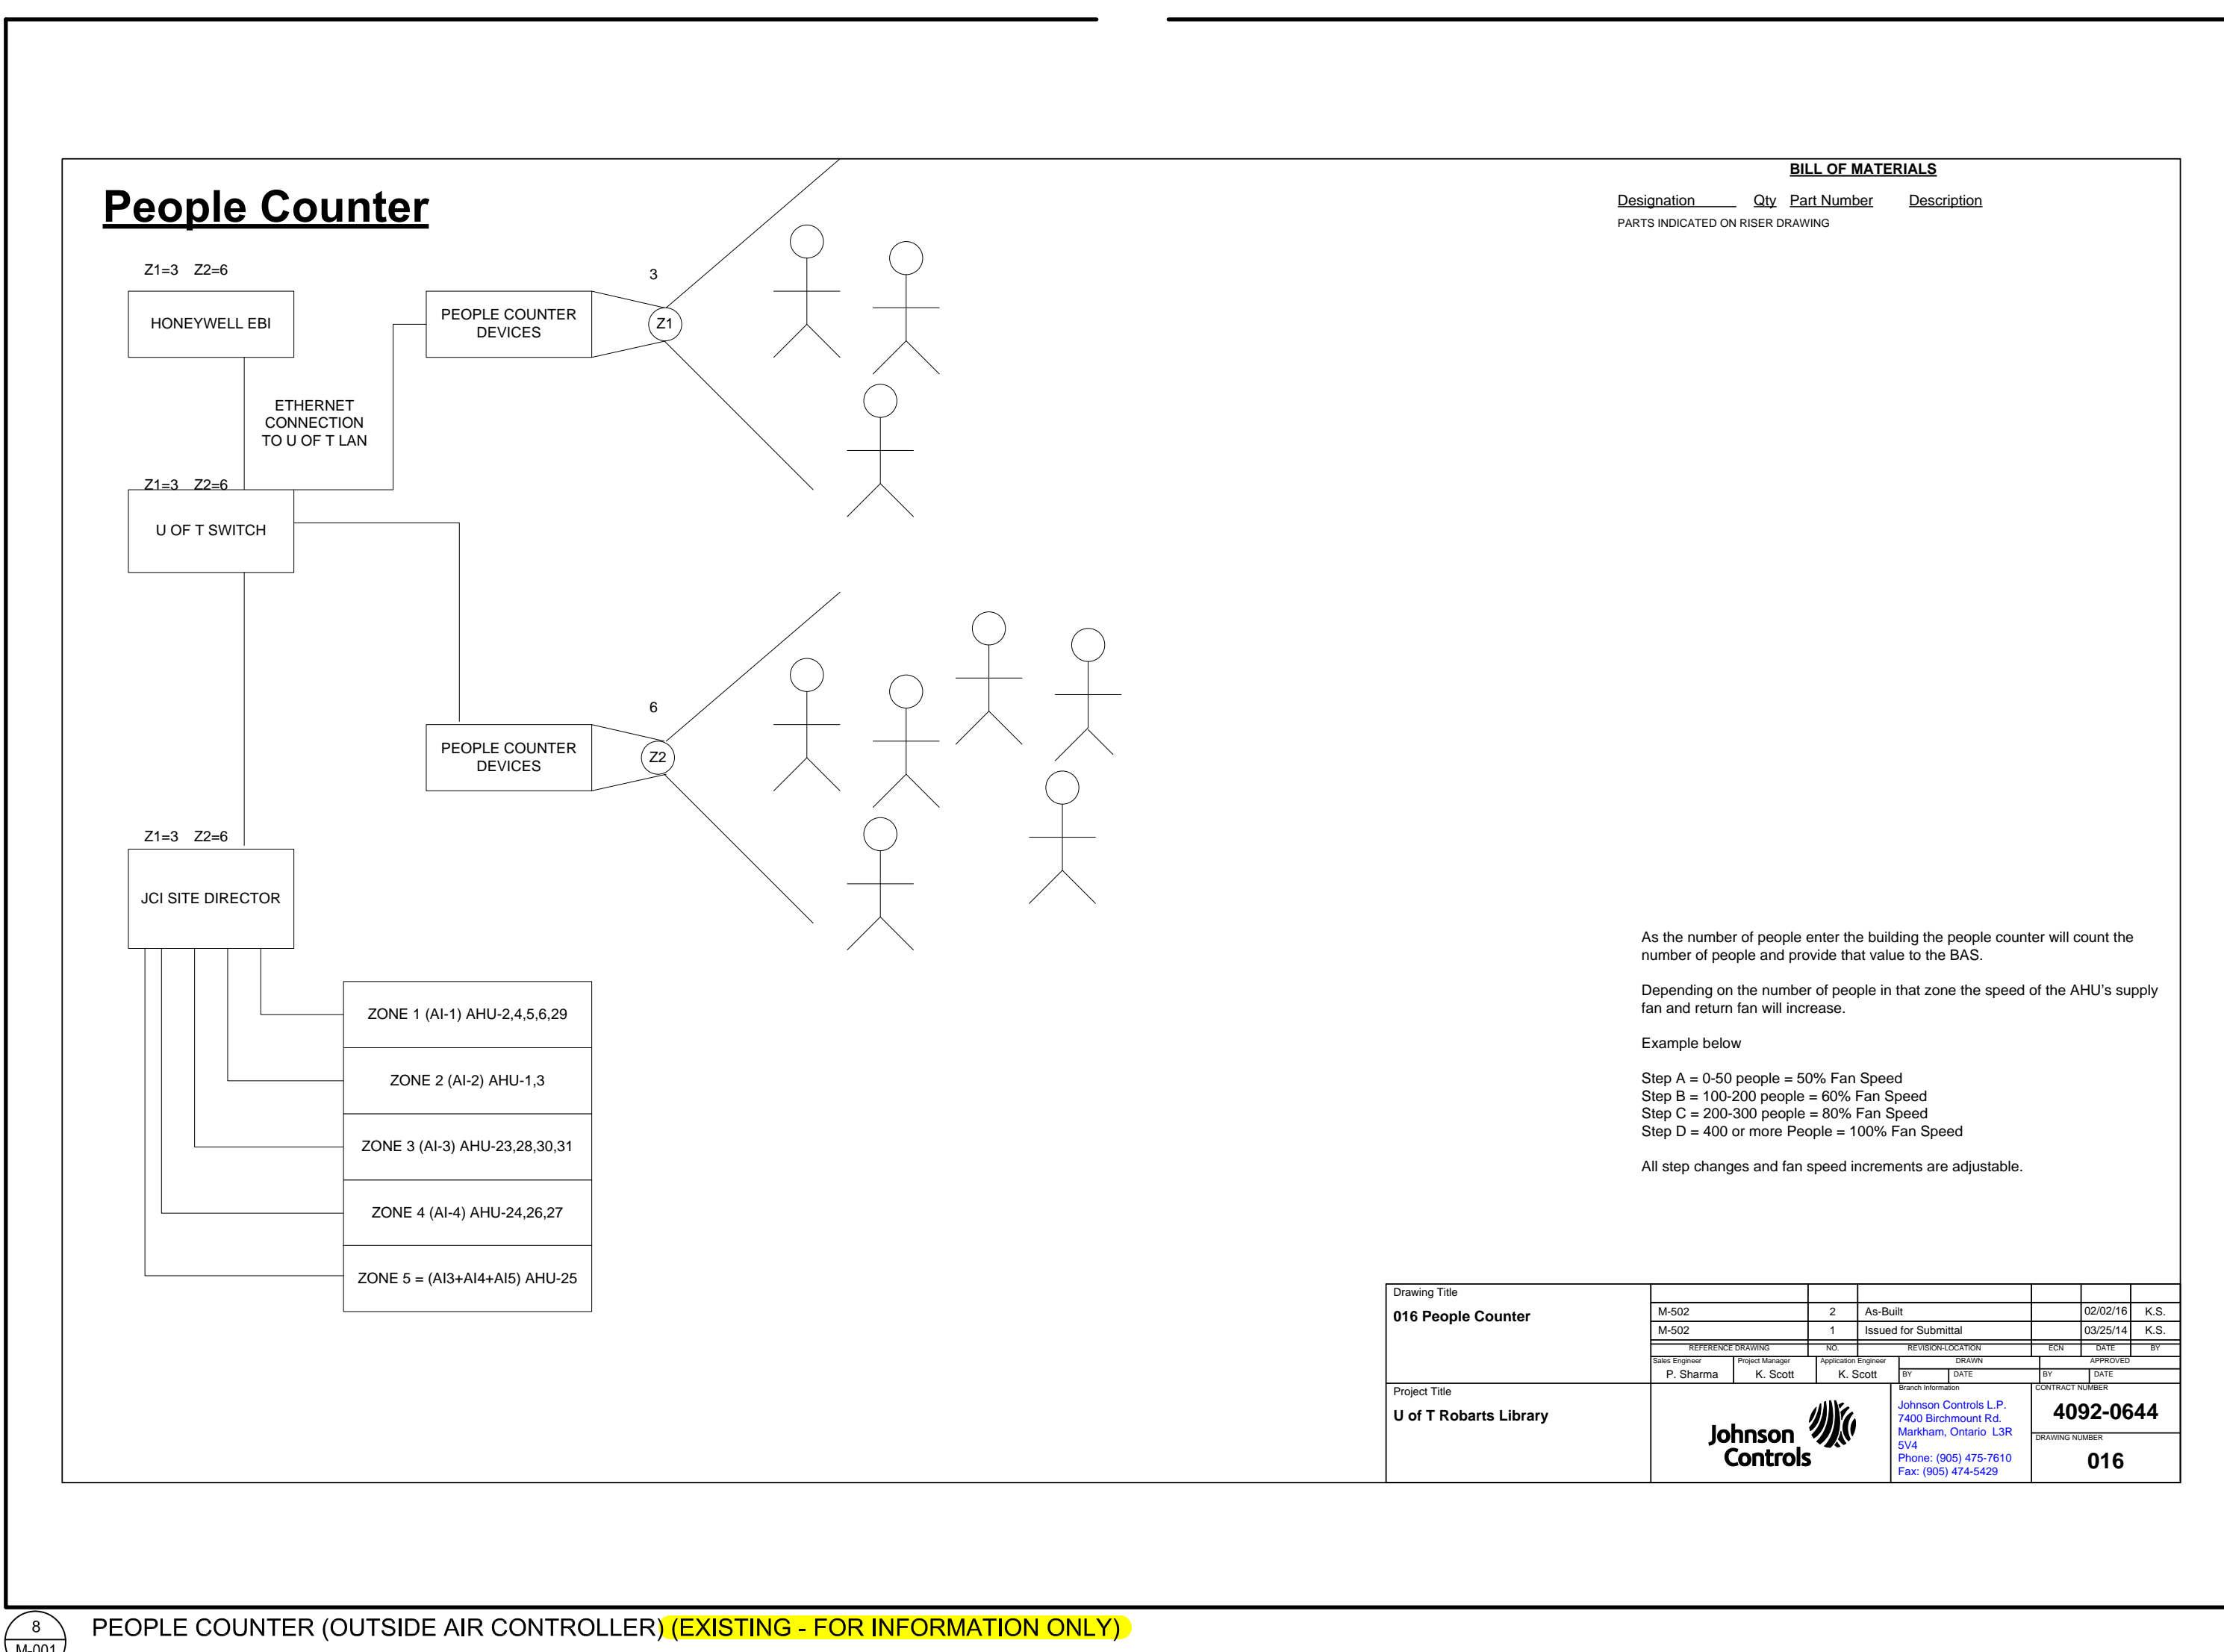 People Counter
BILL OF MATERIALS
Designation Qty Part Number Description
PARTS INDICATED ON RISER DRAWING
Z1=3 Z2=6
HONEYWELL EBI
PEOPLE COUNTER
DEVICES
3
Z1
ETHERNET
CONNECTION
TO U OF T LAN
Z1=3 Z2=6
U OF T SWITCH
6
PEOPLE COUNTER
DEVICES
Z2
Z1=3 Z2=6
JCI SITE DIRECTOR
ZONE 1 (AI-1) AHU-2,4,5,6,29
ZONE 2 (AI-2) AHU-1,3
ZONE 3 (AI-3) AHU-23,28,30,31
ZONE 4 (AI-4) AHU-24,26,27
ZONE 5 = (AI3+AI4+AI5) AHU-25
As the number of people enter the building the people counter will count the
number of people and provide that value to the BAS.
Depending on the number of people in that zone the speed of the AHU's supply
fan and return fan will increase.
Example below
Step A = 0-50 people = 50% Fan Speed
Step B = 100-200 people = 60% Fan Speed
Step C = 200-300 people = 80% Fan Speed
Step D = 400 or more People = 100% Fan Speed
All step changes and fan speed increments are adjustable.
Drawing Title
016 People Counter
M-502 2 As-Built 02/02/16 K.S.
M-502 1 Issued for Submittal 03/25/14 K.S.
REFERENCE DRAWING NO. REVISION-LOCATION ECN DATE BY
Sales Engineer Project Manager Application Engineer DRAWN APPROVED
P. Sharma K. Scott K. Scott BY DATE BY DATE
Project Title
U of T Robarts Library
Johnson
Controls
Branch Information
Johnson Controls L.P.
7400 Birchmount Rd.
Markham, Ontario L3R
5V4
Phone: (905) 475-7610
Fax: (905) 474-5429
CONTRACT NUMBER
4092-0644
DRAWING NUMBER
016
8
M-001
PEOPLE COUNTER (OUTSIDE AIR CONTROLLER) (EXISTING - FOR INFORMATION ONLY)